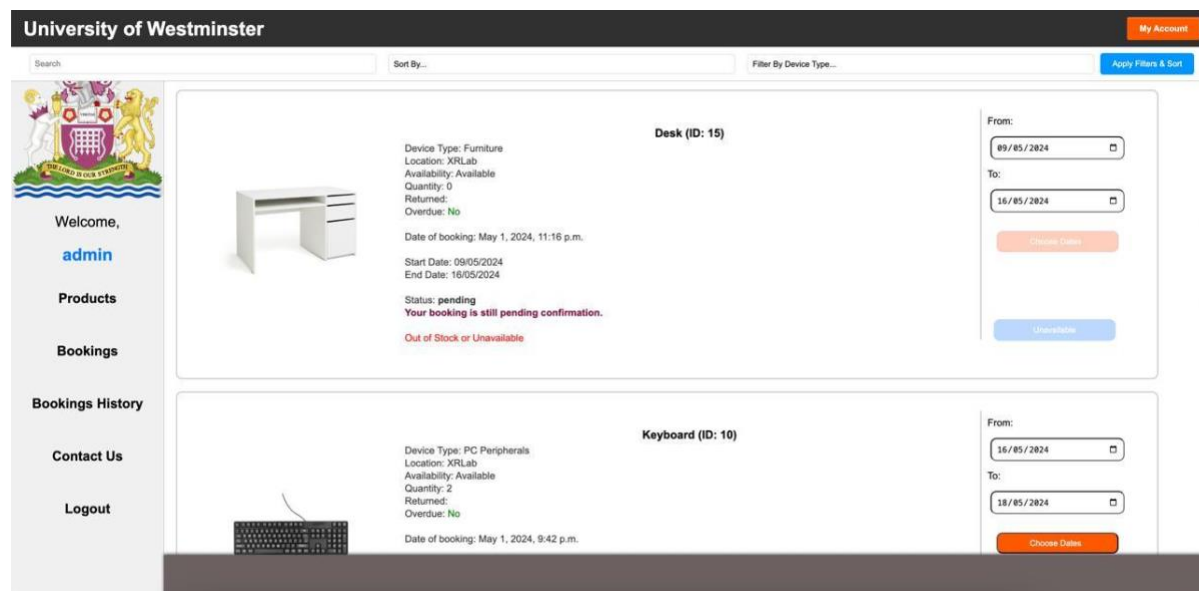 University of Westminster
My Account
Search
Sort By...
Filter By Device Type...
Apply Filters & Sort
THE LORD IS OUR STRENGTH
Welcome,
admin
Products
Bookings
Bookings History
Contact Us
Logout
Desk (ID: 15)
Device Type: Furniture
Location: XRLab
Availability: Available
Quantity: 0
Returned:
Overdue: No
Date of booking: May 1, 2024, 11:16 p.m.
Start Date: 09/05/2024
End Date: 16/05/2024
Status: pending
Your booking is still pending confirmation.
Out of Stock or Unavailable
From:
09/05/2024
To:
16/05/2024
Choose Dates
Unavailable
Keyboard (ID: 10)
Device Type: PC Peripherals
Location: XRLab
Availability: Available
Quantity: 2
Returned:
Overdue: No
Date of booking: May 1, 2024, 9:42 p.m.
From:
16/05/2024
To:
18/05/2024
Choose Dates